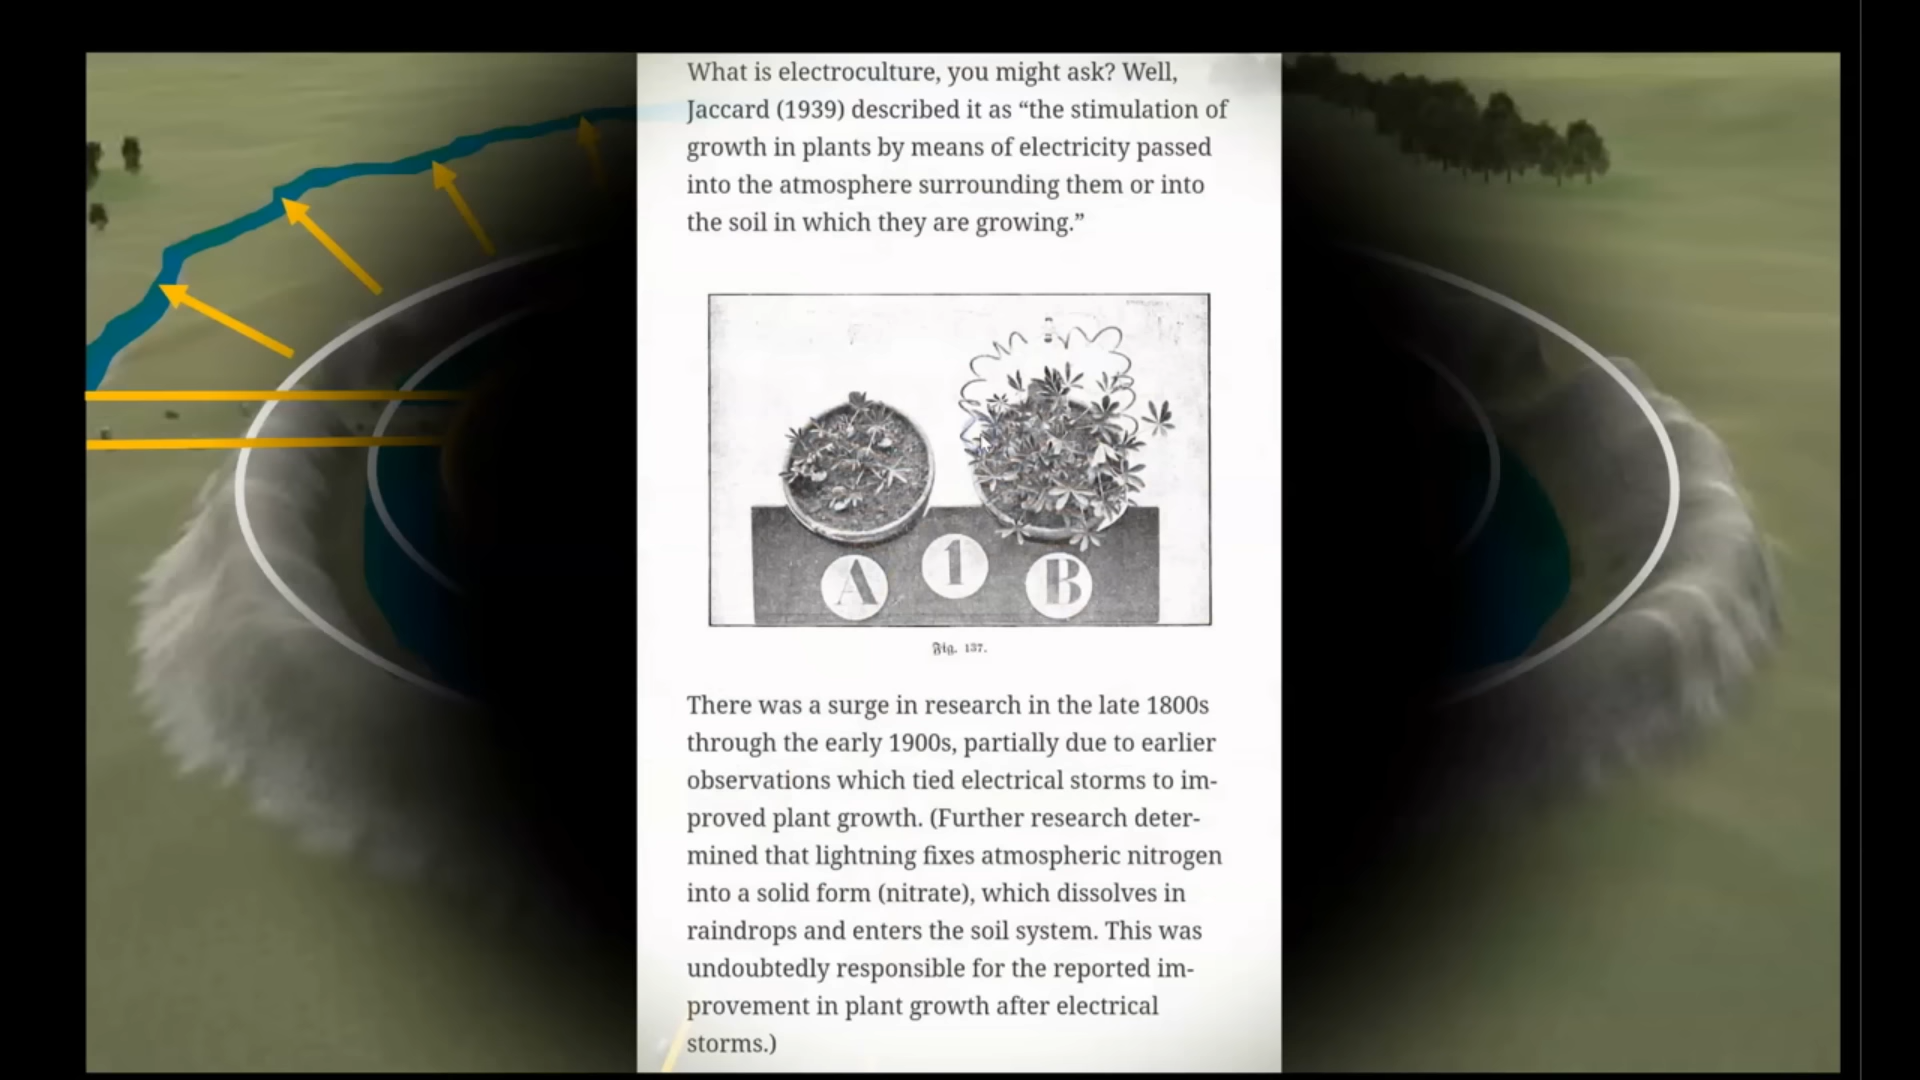 What is electroculture, you might ask? Well,
Jaccard (1939) described it as “the stimulation of
growth in plants by means of electricity passed
into the atmosphere surrounding them or into
the soil in which they are growing.”
A 1 B
Fig. 137.
There was a surge in research in the late 1800s
through the early 1900s, partially due to earlier
observations which tied electrical storms to im-
proved plant growth. (Further research deter-
mined that lightning fixes atmospheric nitrogen
into a solid form (nitrate), which dissolves in
raindrops and enters the soil system. This was
undoubtedly responsible for the reported im-
provement in plant growth after electrical
storms.)